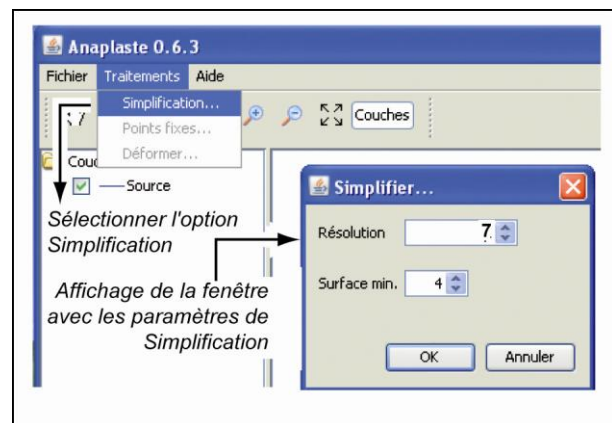 Anaplaste 0.6.3
Fichier Traitements Aide
Simplification...
Points fixes...
Déformer...
Couches
Source
Sélectionner l'option
Simplification
Affichage de la fenêtre
avec les paramètres de
Simplification
Simplifier...
Résolution 7
Surface min. 4
OK Annuler